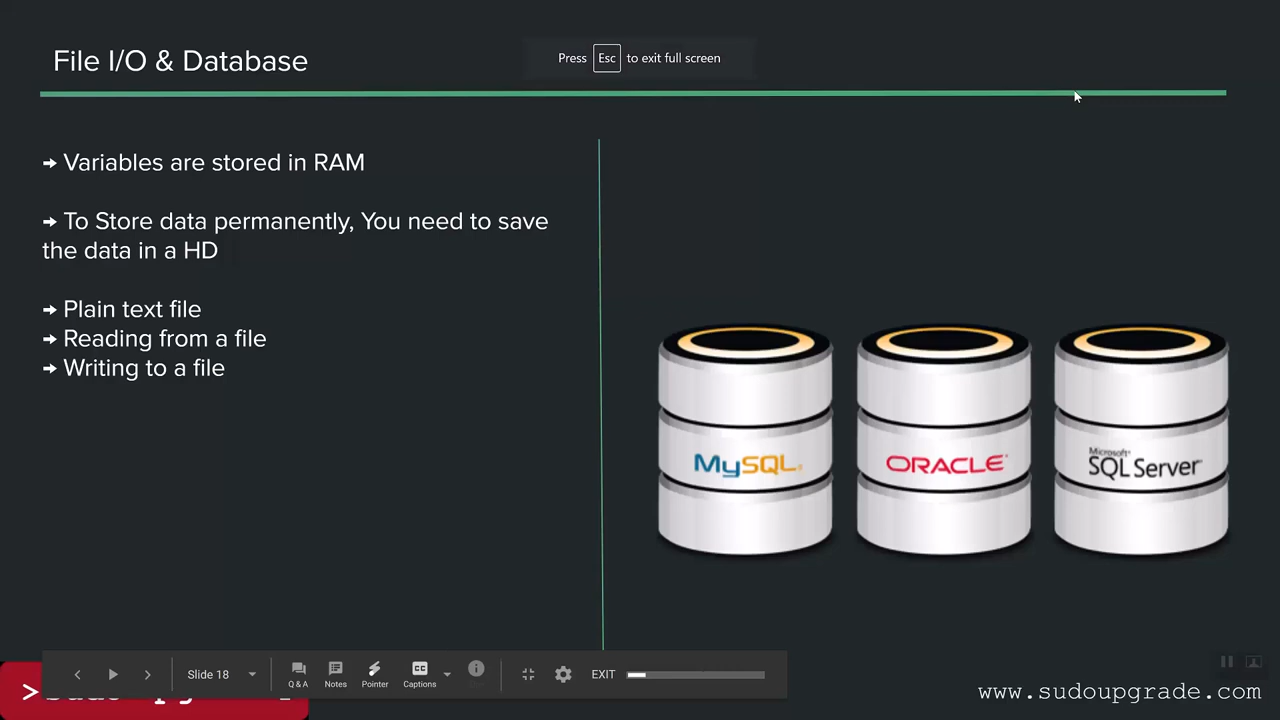 File I/O & Database
Press Esc to exit full screen
→ Variables are stored in RAM
→ To Store data permanently, You need to save
the data in a HD
→ Plain text file
→ Reading from a file
→ Writing to a file
MySQL
ORACLE
Microsoft
SQL Server
Slide 18
Q & A
Notes
Pointer
CC
Captions
EXIT
>
www.sudoupgrade.com